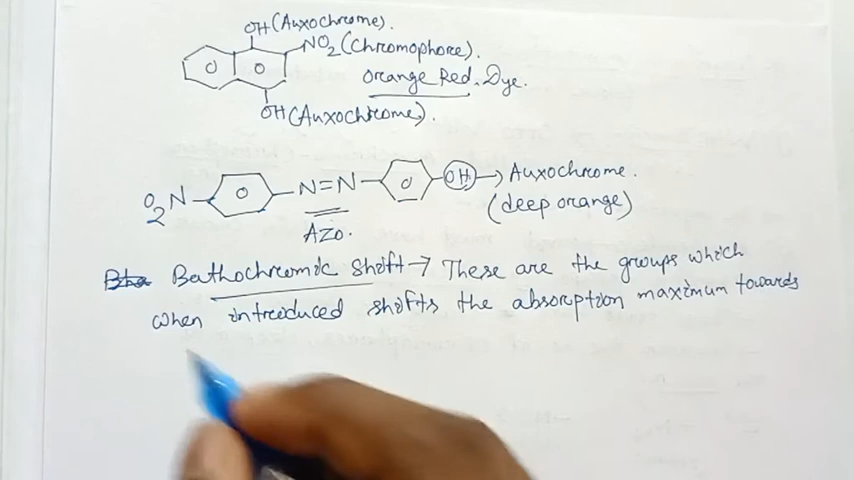 OH (Auxochrome).
NO2 (Chromophore).
Orange Red. Dye.
OH (Auxochrome).
O2N N=N OH → Auxochrome.
(deep orange)
Azo.
Bathochromic shift → These are the groups which
when introduced shifts the absorption maximum towards